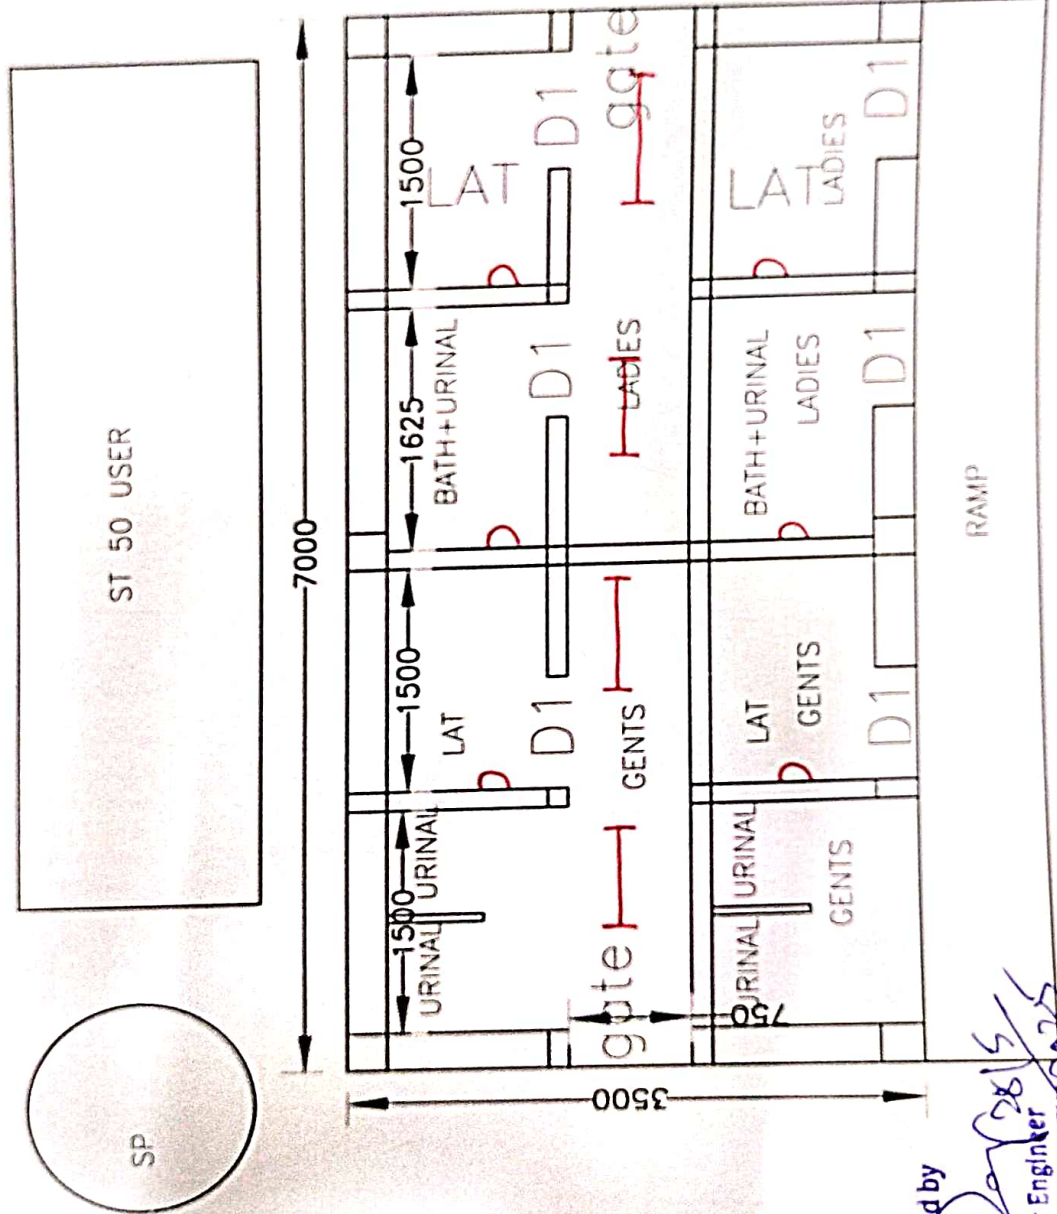 SP
ST 50 USER
7000
1500
1500
1625
1500
URINAL
URINAL
LAT
BATH+URINAL
LAT
D1
D1
D1
gate
GENTS
LADIES
gate
3500
750
URINAL
URINAL
LAT
BATH+URINAL
LAT
GENTS
GENTS
LADIES
LADIES
D1
D1
D1
RAMP
d by
28/5/
Engineer